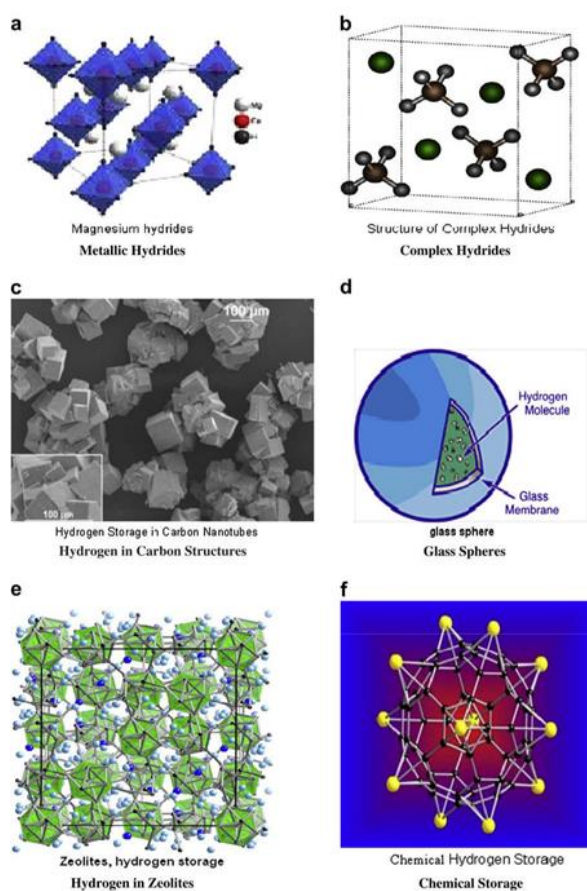 a
b
Mg
Fe
H
Magnesium hydrides
Metallic Hydrides
Structure of Complex Hydrides
Complex Hydrides
c
d
100 µm
100 µm
Hydrogen Storage in Carbon Nanotubes
Hydrogen in Carbon Structures
Hydrogen
Molecule
Glass
Membrane
glass sphere
Glass Spheres
e
f
Zeolites, hydrogen storage
Hydrogen in Zeolites
Chemical Hydrogen Storage
Chemical Storage